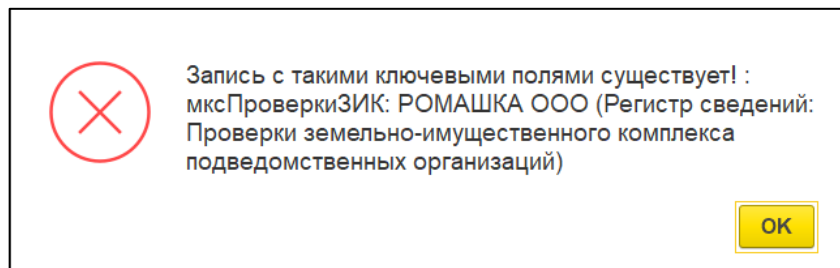 Запись с такими ключевыми полями существует! :
мксПроверкиЗИК: РОМАШКА ООО (Регистр сведений:
Проверки земельно-имущественного комплекса
подведомственных организаций)
OK